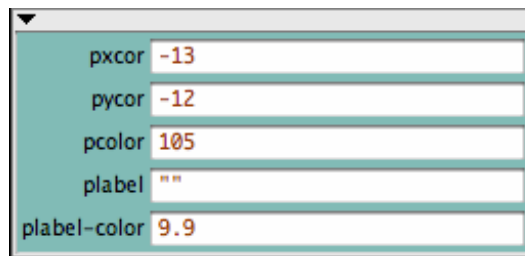 pxcor -13
pycor -12
pcolor 105
plabel ""
plabel-color 9.9